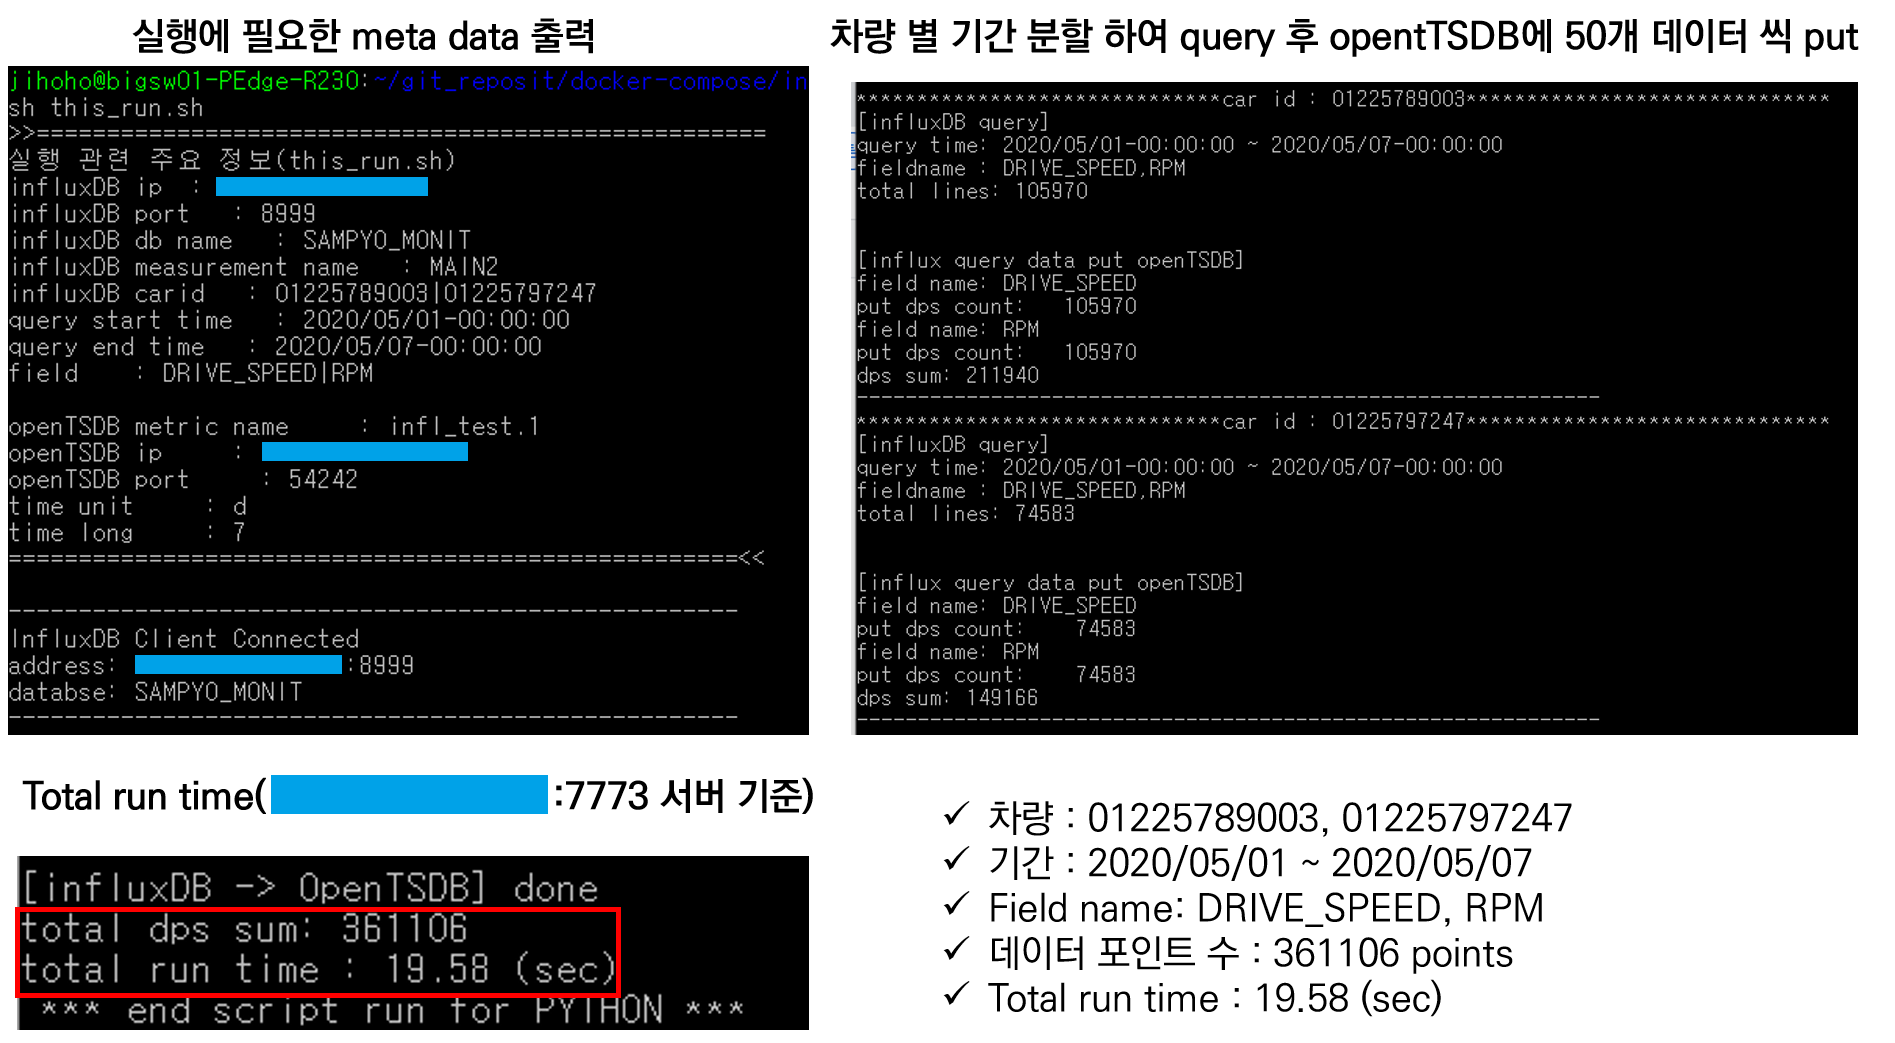 실행에 필요한 meta data 출력
jihoho@bigsw01-PEdge-R230:~/git_reposit/docker-compose/in
sh this_run.sh
>>====================================================
실행 관련 주요 정보(this_run.sh)
influxDB ip :
influxDB port : 8999
influxDB db name : SAMPYO_MONIT
influxDB measurement name : MAIN2
influxDB carid : 01225789003|01225797247
query start time : 2020/05/01-00:00:00
query end time : 2020/05/07-00:00:00
field : DRIVE_SPEED|RPM
openTSDB metric name : infl_test.1
openTSDB ip :
openTSDB port : 54242
time unit : d
time long : 7
====================================================<<
----------------------------------------------------
InfluxDB Client Connected
address: :8999
databse: SAMPYO_MONIT
----------------------------------------------------
차량 별 기간 분할 하여 query 후 opentTSDB에 50개 데이터 씩 put
******************************car id : 01225789003******************************
[influxDB query]
query time: 2020/05/01-00:00:00 ~ 2020/05/07-00:00:00
fieldname : DRIVE_SPEED,RPM
total lines: 105970
[influx query data put openTSDB]
field name: DRIVE_SPEED
put dps count: 105970
field name: RPM
put dps count: 105970
dps sum: 211940
-------------------------------------------------------------
******************************car id : 01225797247******************************
[influxDB query]
query time: 2020/05/01-00:00:00 ~ 2020/05/07-00:00:00
fieldname : DRIVE_SPEED,RPM
total lines: 74583
[influx query data put openTSDB]
field name: DRIVE_SPEED
put dps count: 74583
field name: RPM
put dps count: 74583
dps sum: 149166
-------------------------------------------------------------
Total run time( :7773 서버 기준)
[influxDB -> OpenTSDB] done
total dps sum: 361106
total run time : 19.58 (sec)
*** end script run for PYTHON ***
✓ 차량 : 01225789003, 01225797247
✓ 기간 : 2020/05/01 ~ 2020/05/07
✓ Field name: DRIVE_SPEED, RPM
✓ 데이터 포인트 수 : 361106 points
✓ Total run time : 19.58 (sec)